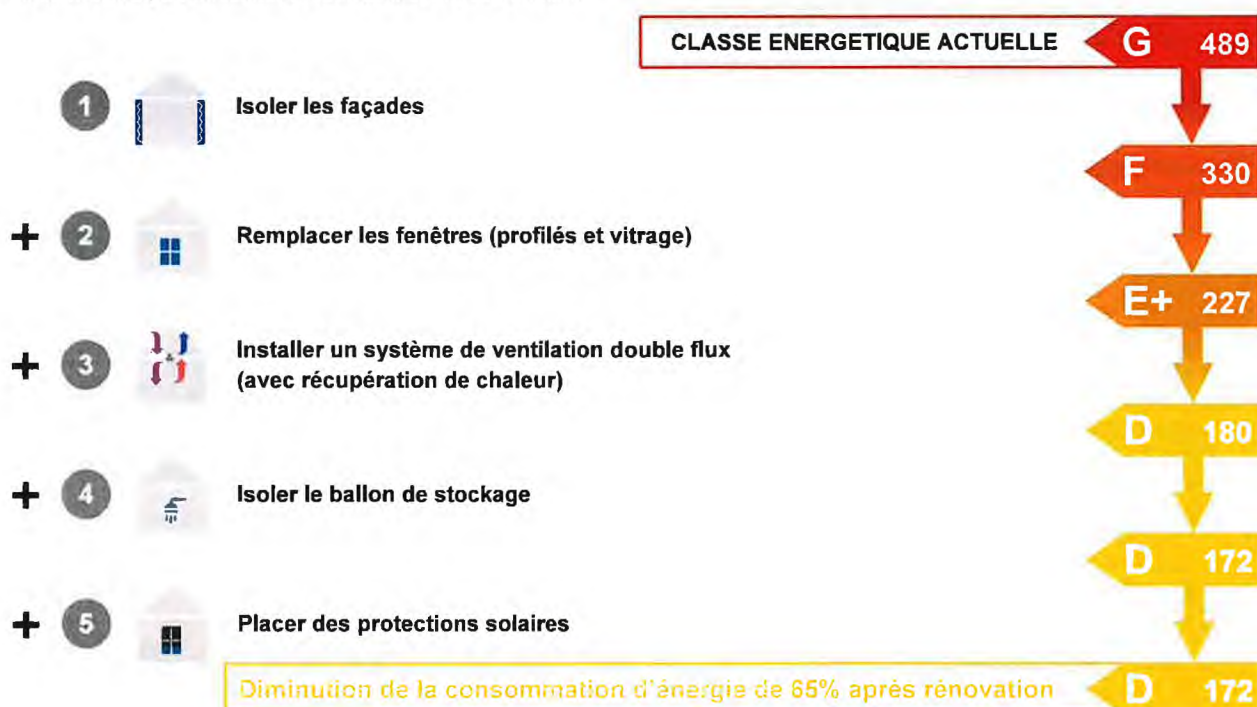 CLASSE ENERGETIQUE ACTUELLE G 489
1 Isoler les façades
F 330
+ 2 Remplacer les fenêtres (profilés et vitrage)
E+ 227
+ 3 Installer un système de ventilation double flux
(avec récupération de chaleur)
D 180
+ 4 Isoler le ballon de stockage
D 172
+ 5 Placer des protections solaires
Diminution de la consommation d'énergie de 65% après rénovation D 172